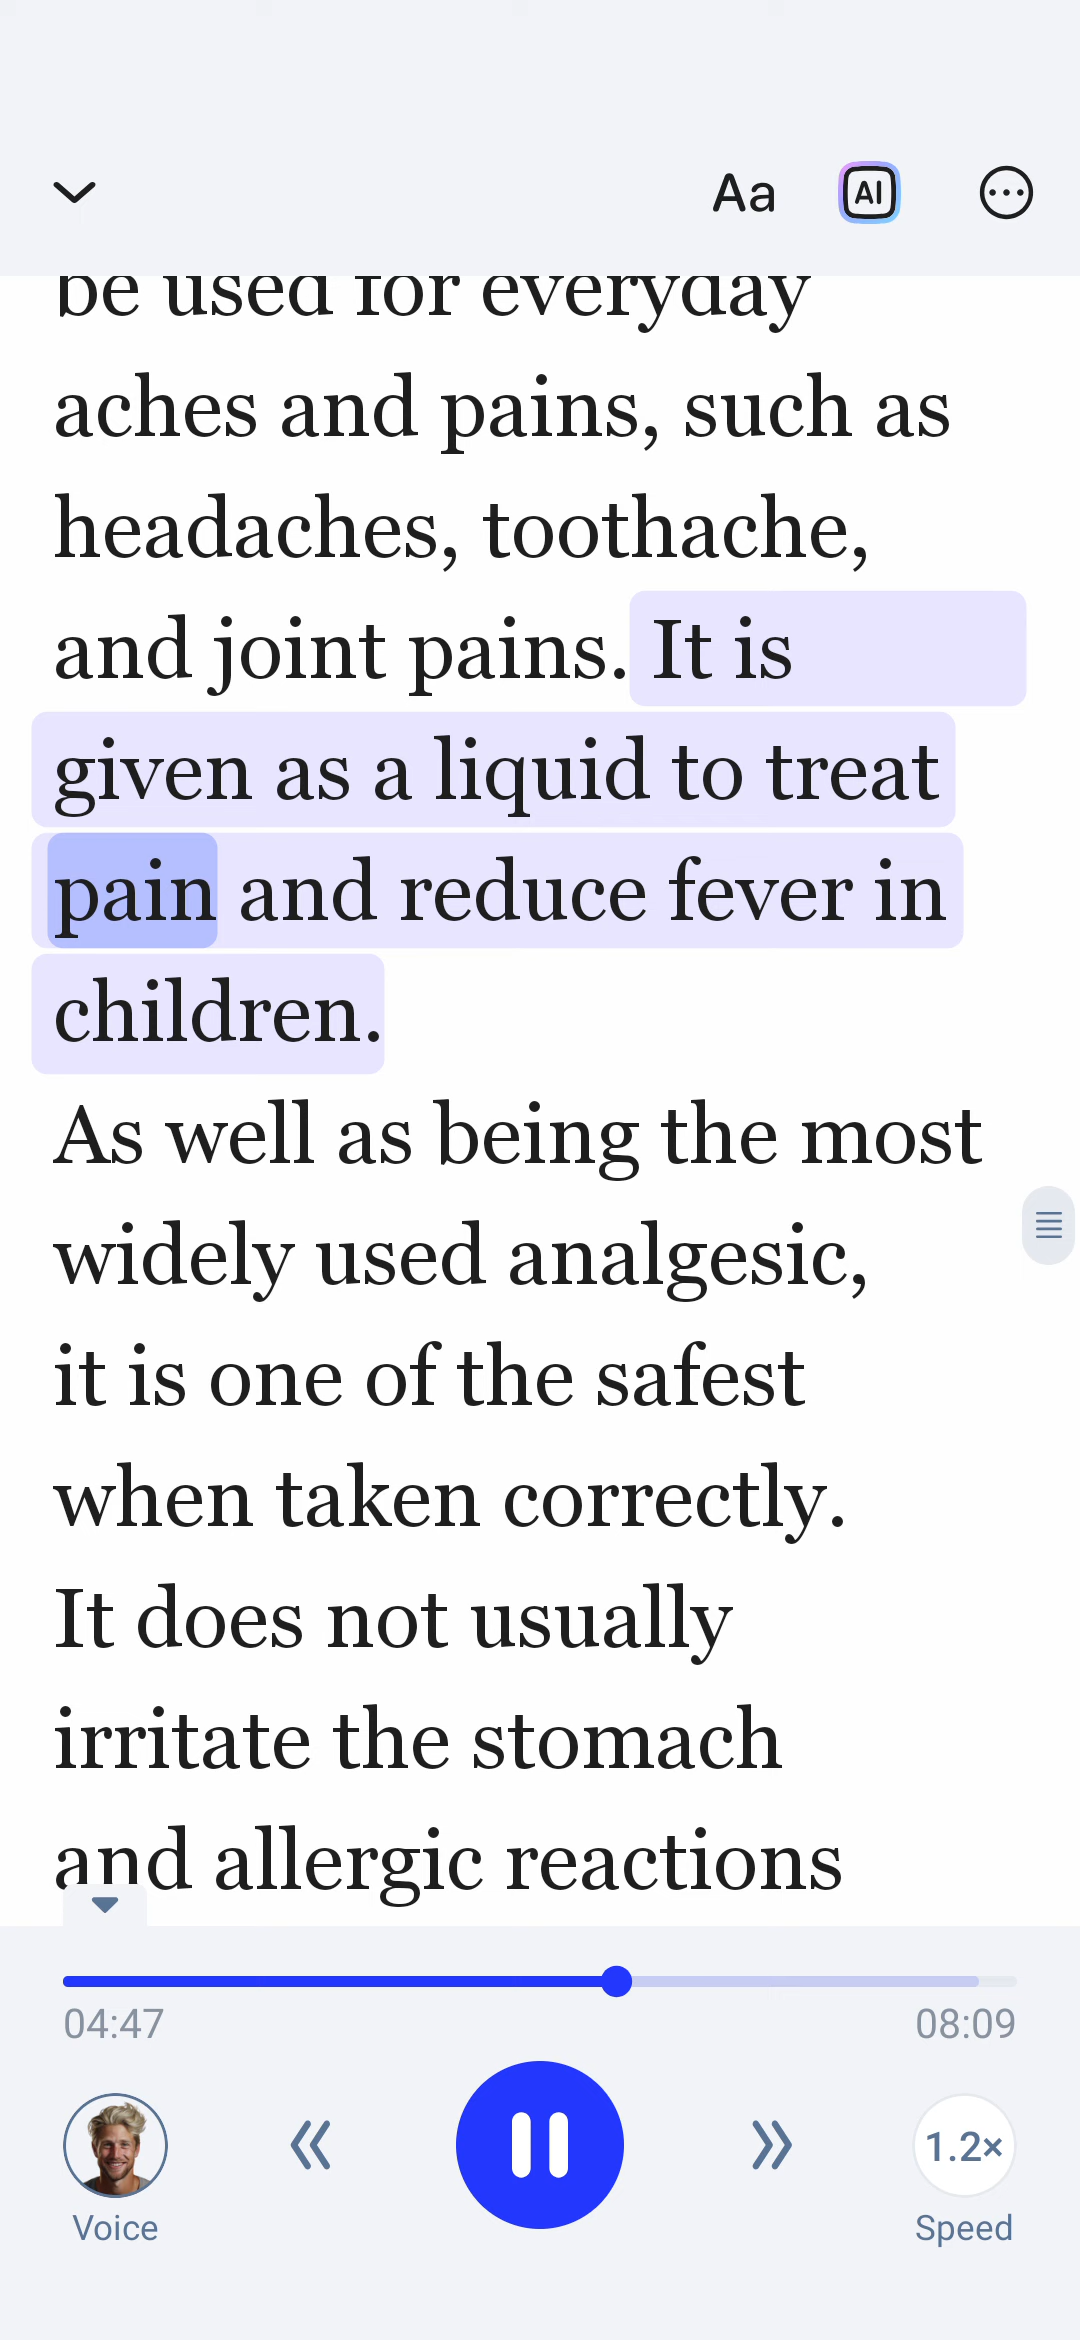 Aa
AI
be used for everyday
aches and pains, such as
headaches, toothache,
and joint pains. It is
given as a liquid to treat
pain and reduce fever in
children.
As well as being the most
widely used analgesic,
it is one of the safest
when taken correctly.
It does not usually
irritate the stomach
and allergic reactions
04:47
08:09
1.2×
Voice
Speed